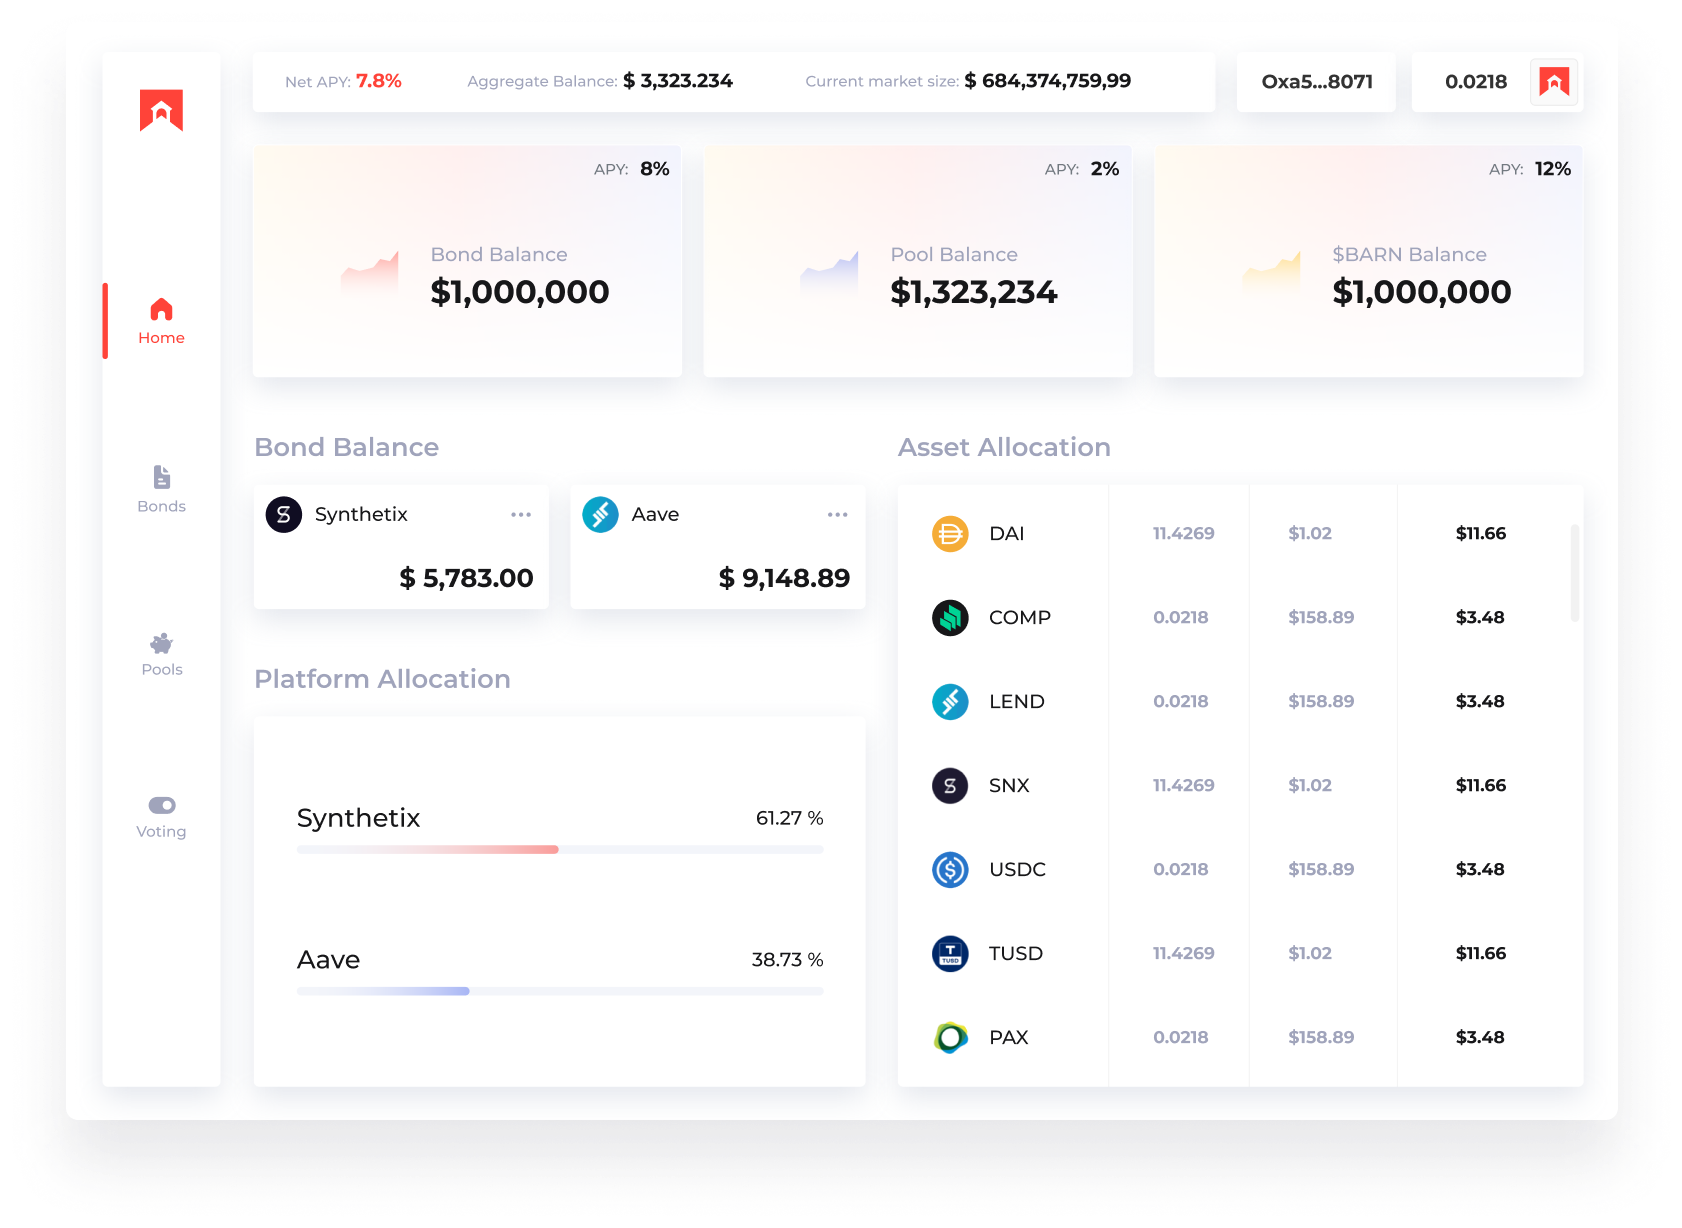 Net APY: 7.8% Aggregate Balance: $ 3,323.234 Current market size: $ 684,374,759,99 Oxa5...8071 0.0218
APY: 8%
Bond Balance
$1,000,000
APY: 2%
Pool Balance
$1,323,234
APY: 12%
$BARN Balance
$1,000,000
Home
Bonds
Pools
Voting
Bond Balance
Synthetix ...
$ 5,783.00
Aave ...
$ 9,148.89
Platform Allocation
Synthetix 61.27 %
Aave 38.73 %
Asset Allocation
DAI 11.4269 $1.02 $11.66
COMP 0.0218 $158.89 $3.48
LEND 0.0218 $158.89 $3.48
SNX 11.4269 $1.02 $11.66
USDC 0.0218 $158.89 $3.48
T TUSD TUSD 11.4269 $1.02 $11.66
PAX 0.0218 $158.89 $3.48